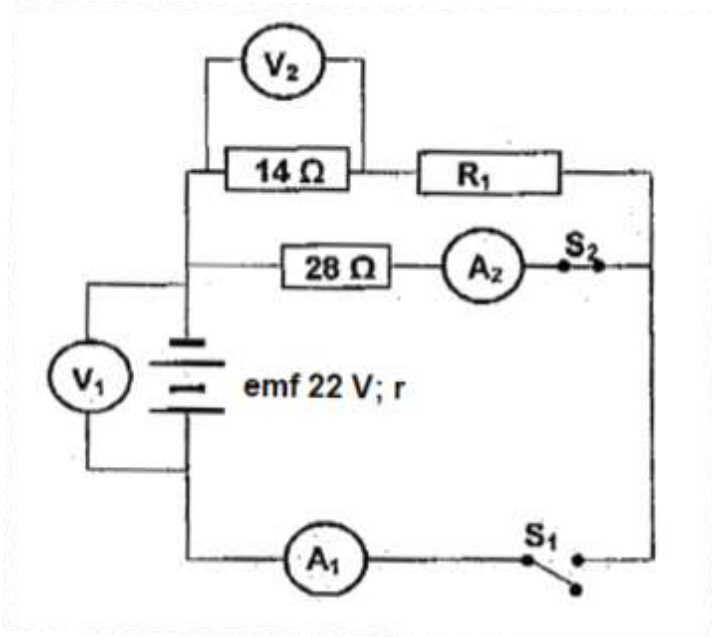 V₂
14 Ω
R₁
28 Ω
A₂
S₂
V₁
emf 22 V; r
A₁
S₁